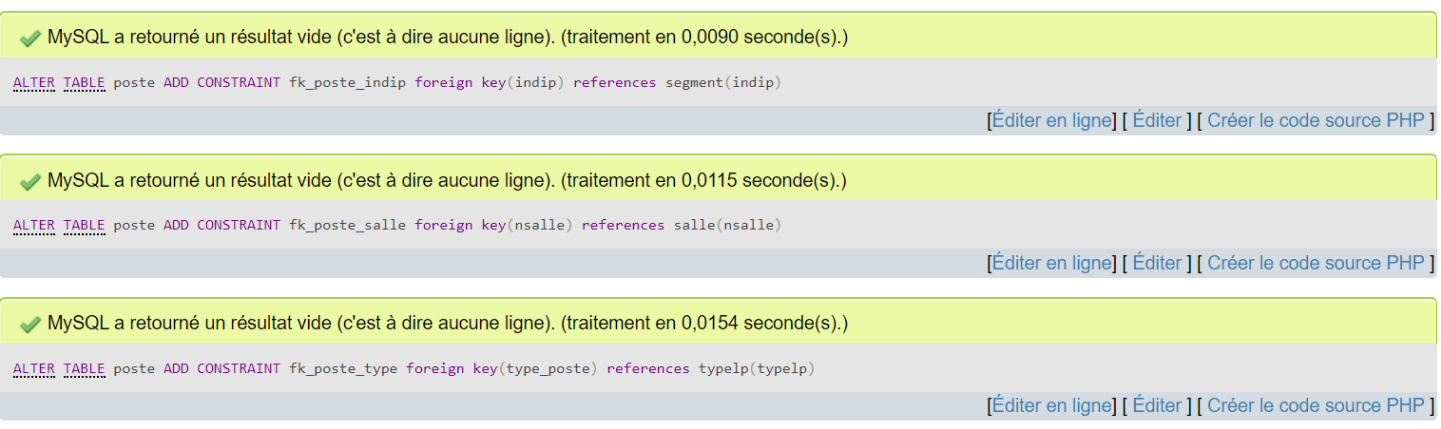 MySQL a retourné un résultat vide (c'est à dire aucune ligne). (traitement en 0,0090 seconde(s).)
ALTER TABLE poste ADD CONSTRAINT fk_poste_indip foreign key(indip) references segment(indip)
[Éditer en ligne] [ Éditer ] [ Créer le code source PHP ]
MySQL a retourné un résultat vide (c'est à dire aucune ligne). (traitement en 0,0115 seconde(s).)
ALTER TABLE poste ADD CONSTRAINT fk_poste_salle foreign key(nsalle) references salle(nsalle)
[Éditer en ligne] [ Éditer ] [ Créer le code source PHP ]
MySQL a retourné un résultat vide (c'est à dire aucune ligne). (traitement en 0,0154 seconde(s).)
ALTER TABLE poste ADD CONSTRAINT fk_poste_type foreign key(type_poste) references typelp(typelp)
[Éditer en ligne] [ Éditer ] [ Créer le code source PHP ]